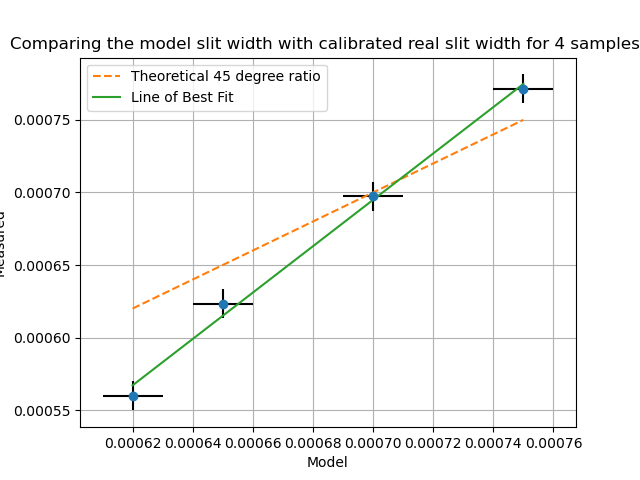 Comparing the model slit width with calibrated real slit width for 4 samples
Theoretical 45 degree ratio
Line of Best Fit
0.00075
0.00070
0.00065
0.00060
0.00055
0.00062 0.00064 0.00066 0.00068 0.00070 0.00072 0.00074 0.00076
Model